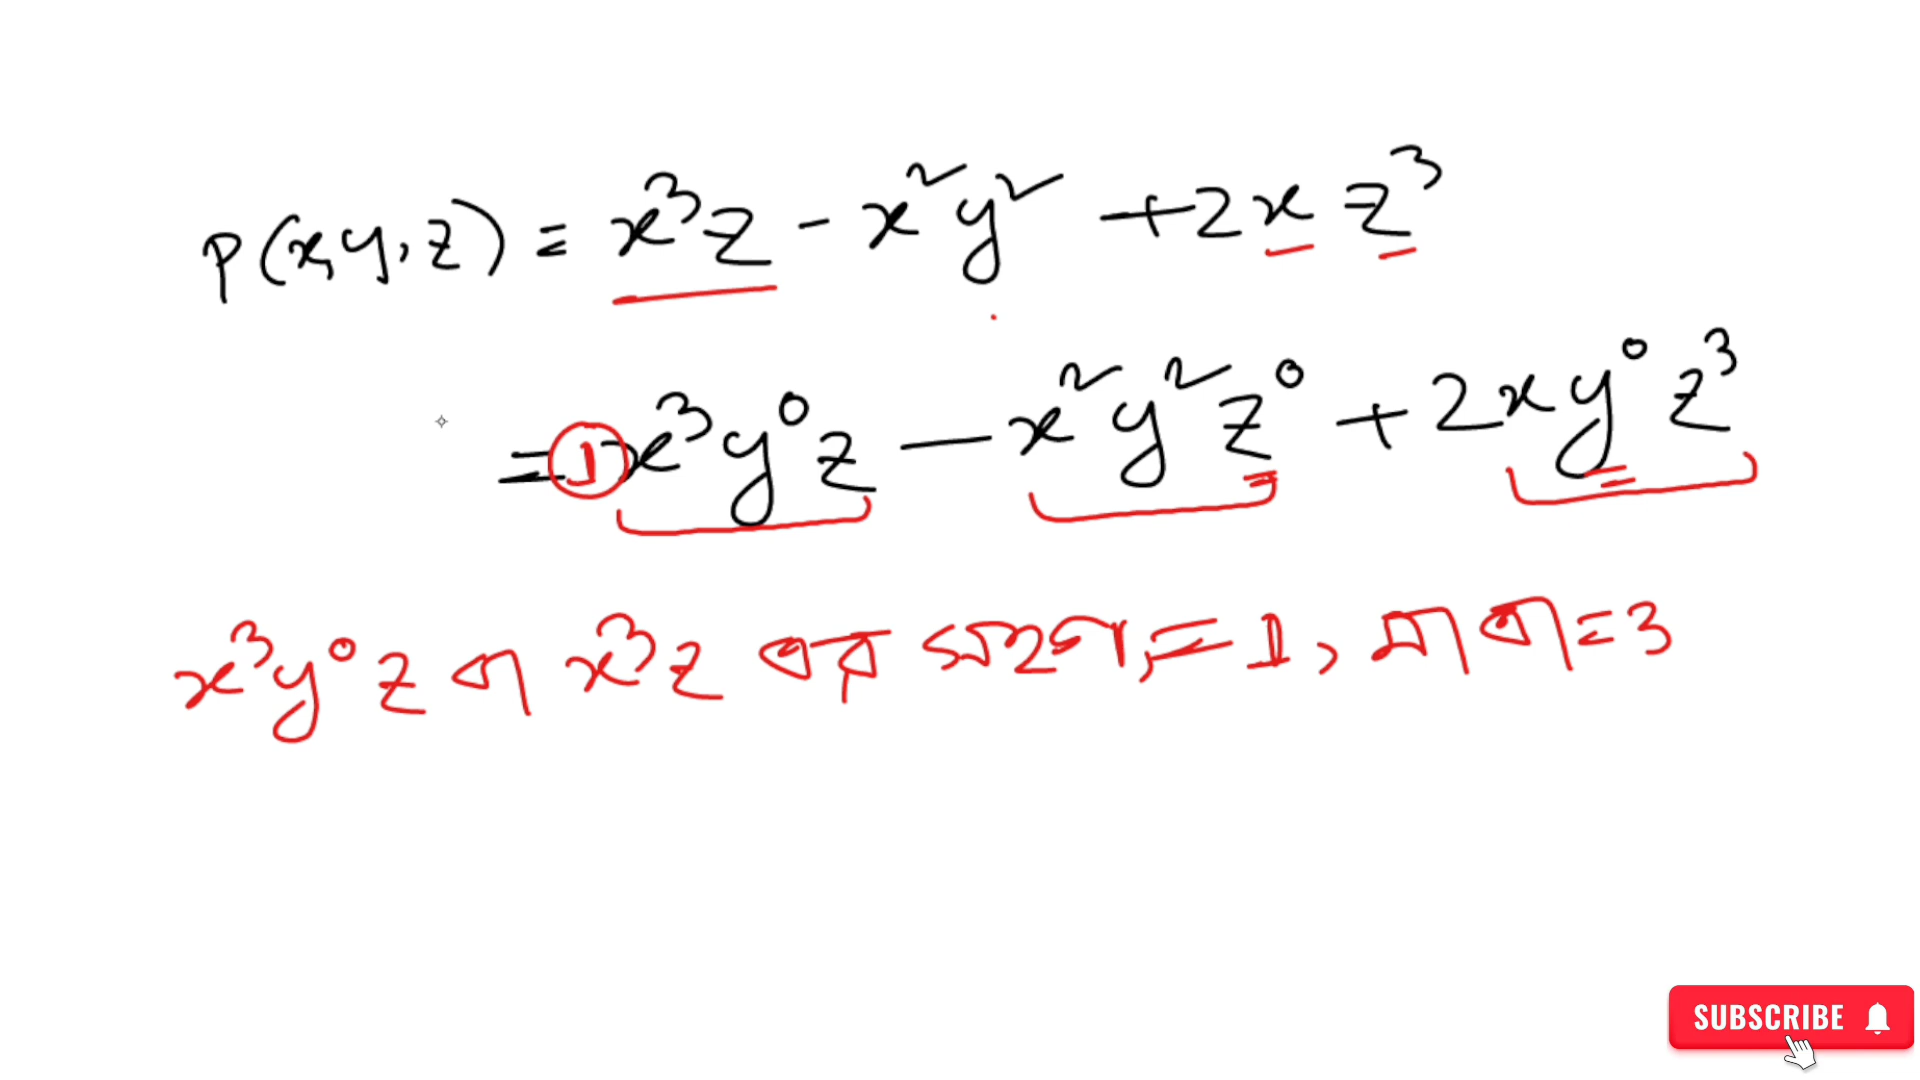 P(x,y,z) = x³z - x²y² + 2xz³
= 1x³y⁰z - x²y²z⁰ + 2xy⁰z³
x³y⁰z বা x³z এর সহগ, = 1, মাত্রা = 3
SUBSCRIBE